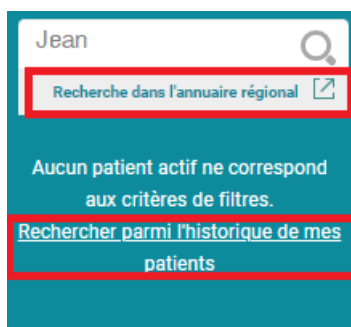 Jean
Recherche dans l'annuaire régional
Aucun patient actif ne correspond
aux critères de filtres.
Rechercher parmi l'historique de mes
patients